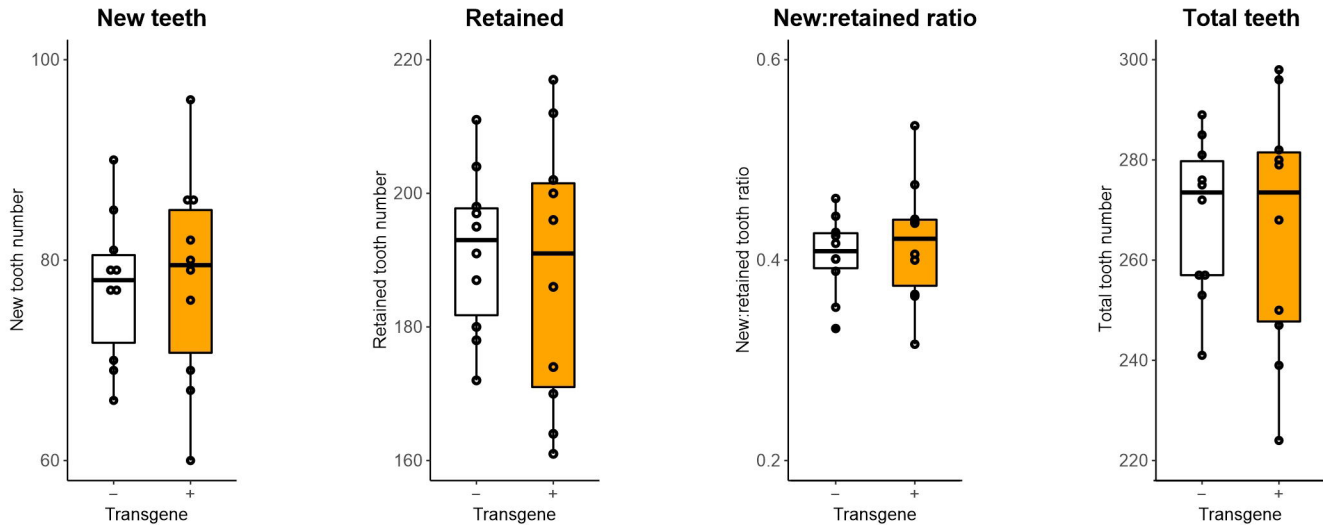 New teeth
100
80
60
New tooth number
– +
Transgene
Retained
220
200
180
160
Retained tooth number
– +
Transgene
New:retained ratio
0.6
0.4
0.2
New:retained tooth ratio
– +
Transgene
Total teeth
300
280
260
240
220
Total tooth number
– +
Transgene